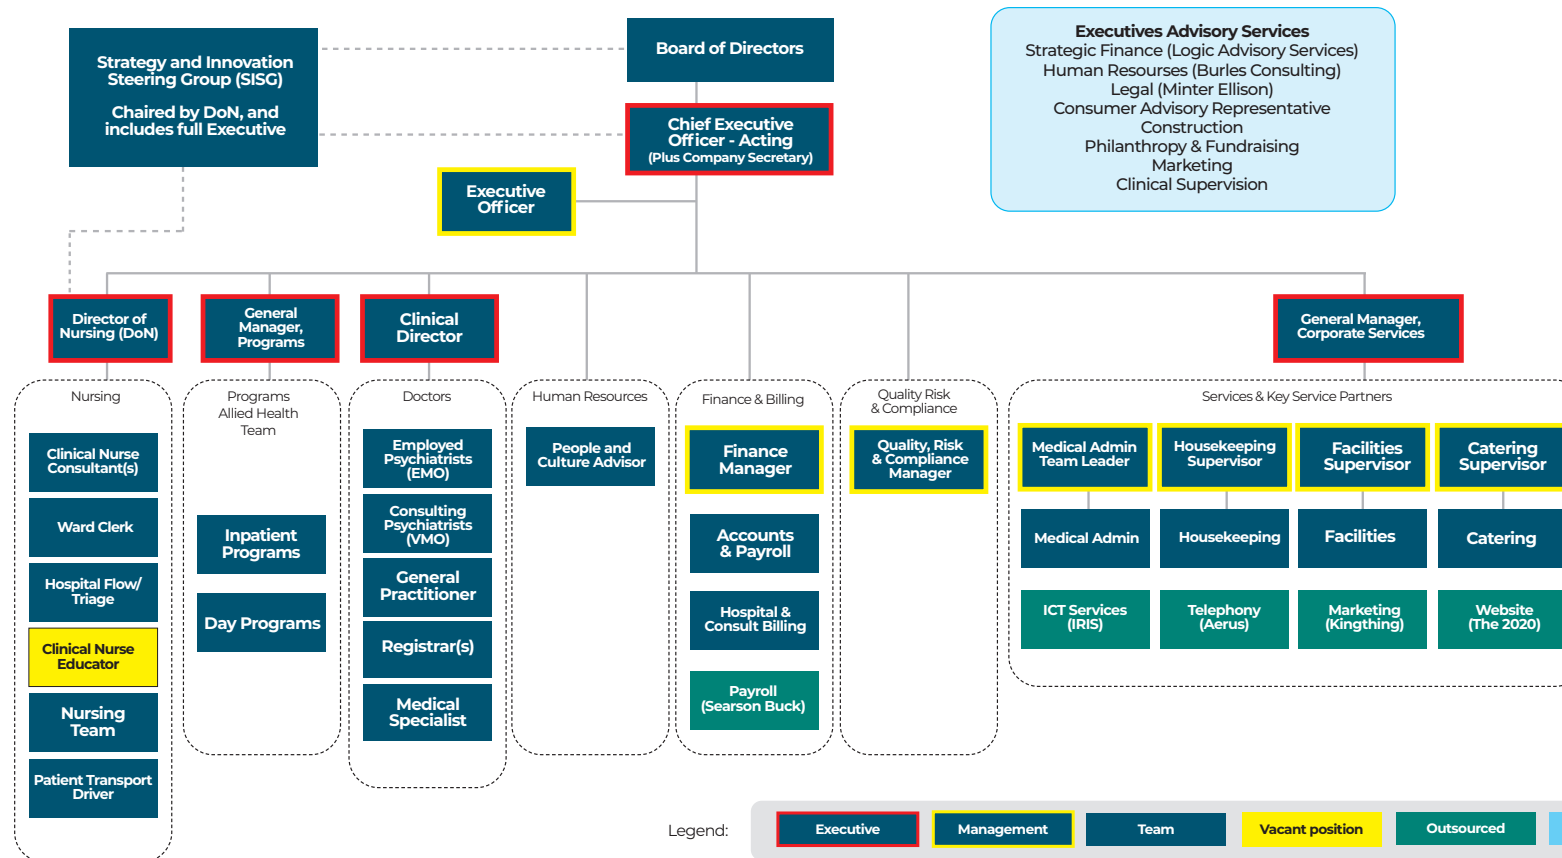 Strategy and Innovation
Steering Group (SISG)
Chaired by DoN, and
includes full Executive
Board of Directors
Chief Executive
Officer - Acting
(Plus Company Secretary)
Executive
Officer
Executives Advisory Services
Strategic Finance (Logic Advisory Services)
Human Resourses (Burles Consulting)
Legal (Minter Ellison)
Consumer Advisory Representative
Construction
Philanthropy & Fundraising
Marketing
Clinical Supervision
Director of
Nursing (DoN)
General
Manager,
Programs
Clinical
Director
General Manager,
Corporate Services
Nursing
Clinical Nurse
Consultant(s)
Ward Clerk
Hospital Flow/
Triage
Clinical Nurse
Educator
Nursing
Team
Patient Transport
Driver
Programs
Allied Health
Team
Inpatient
Programs
Day Programs
Doctors
Employed
Psychiatrists
(EMO)
Consulting
Psychiatrists
(VMO)
General
Practitioner
Registrar(s)
Medical
Specialist
Human Resources
People and
Culture Advisor
Finance & Billing
Finance
Manager
Accounts
& Payroll
Hospital &
Consult Billing
Payroll
(Searson Buck)
Quality Risk
& Compliance
Quality, Risk
& Compliance
Manager
Services & Key Service Partners
Medical Admin
Team Leader
Housekeeping
Supervisor
Facilities
Supervisor
Catering
Supervisor
Medical Admin
Housekeeping
Facilities
Catering
ICT Services
(IRIS)
Telephony
(Aerus)
Marketing
(Kingthing)
Website
(The 2020)
Legend:
Executive
Management
Team
Vacant position
Outsourced